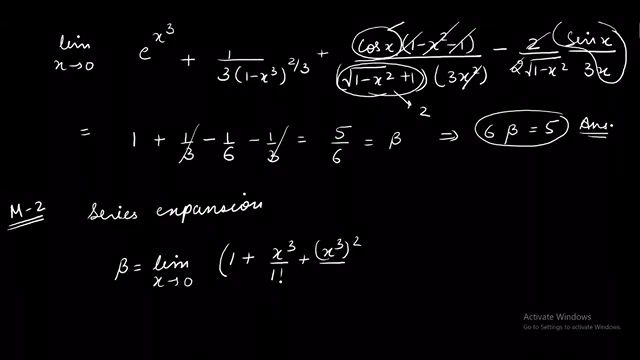 lim x→0 e^{x^3} + 1/(3(1-x^3)^{2/3}) + cosx (1-x^2-1)/((√(1-x^2)+1) (3x^2)) - 2/(2√(1-x^2)) (sinx/3x)
2
= 1 + 1/3 - 1/6 - 1/3 = 5/6 = β ⇒ 6β = 5 Ans.
M-2 Series expansion
β = lim x→0 (1 + x^3/1! + (x^3)^2
Activate Windows
Go to Settings to activate Windows.